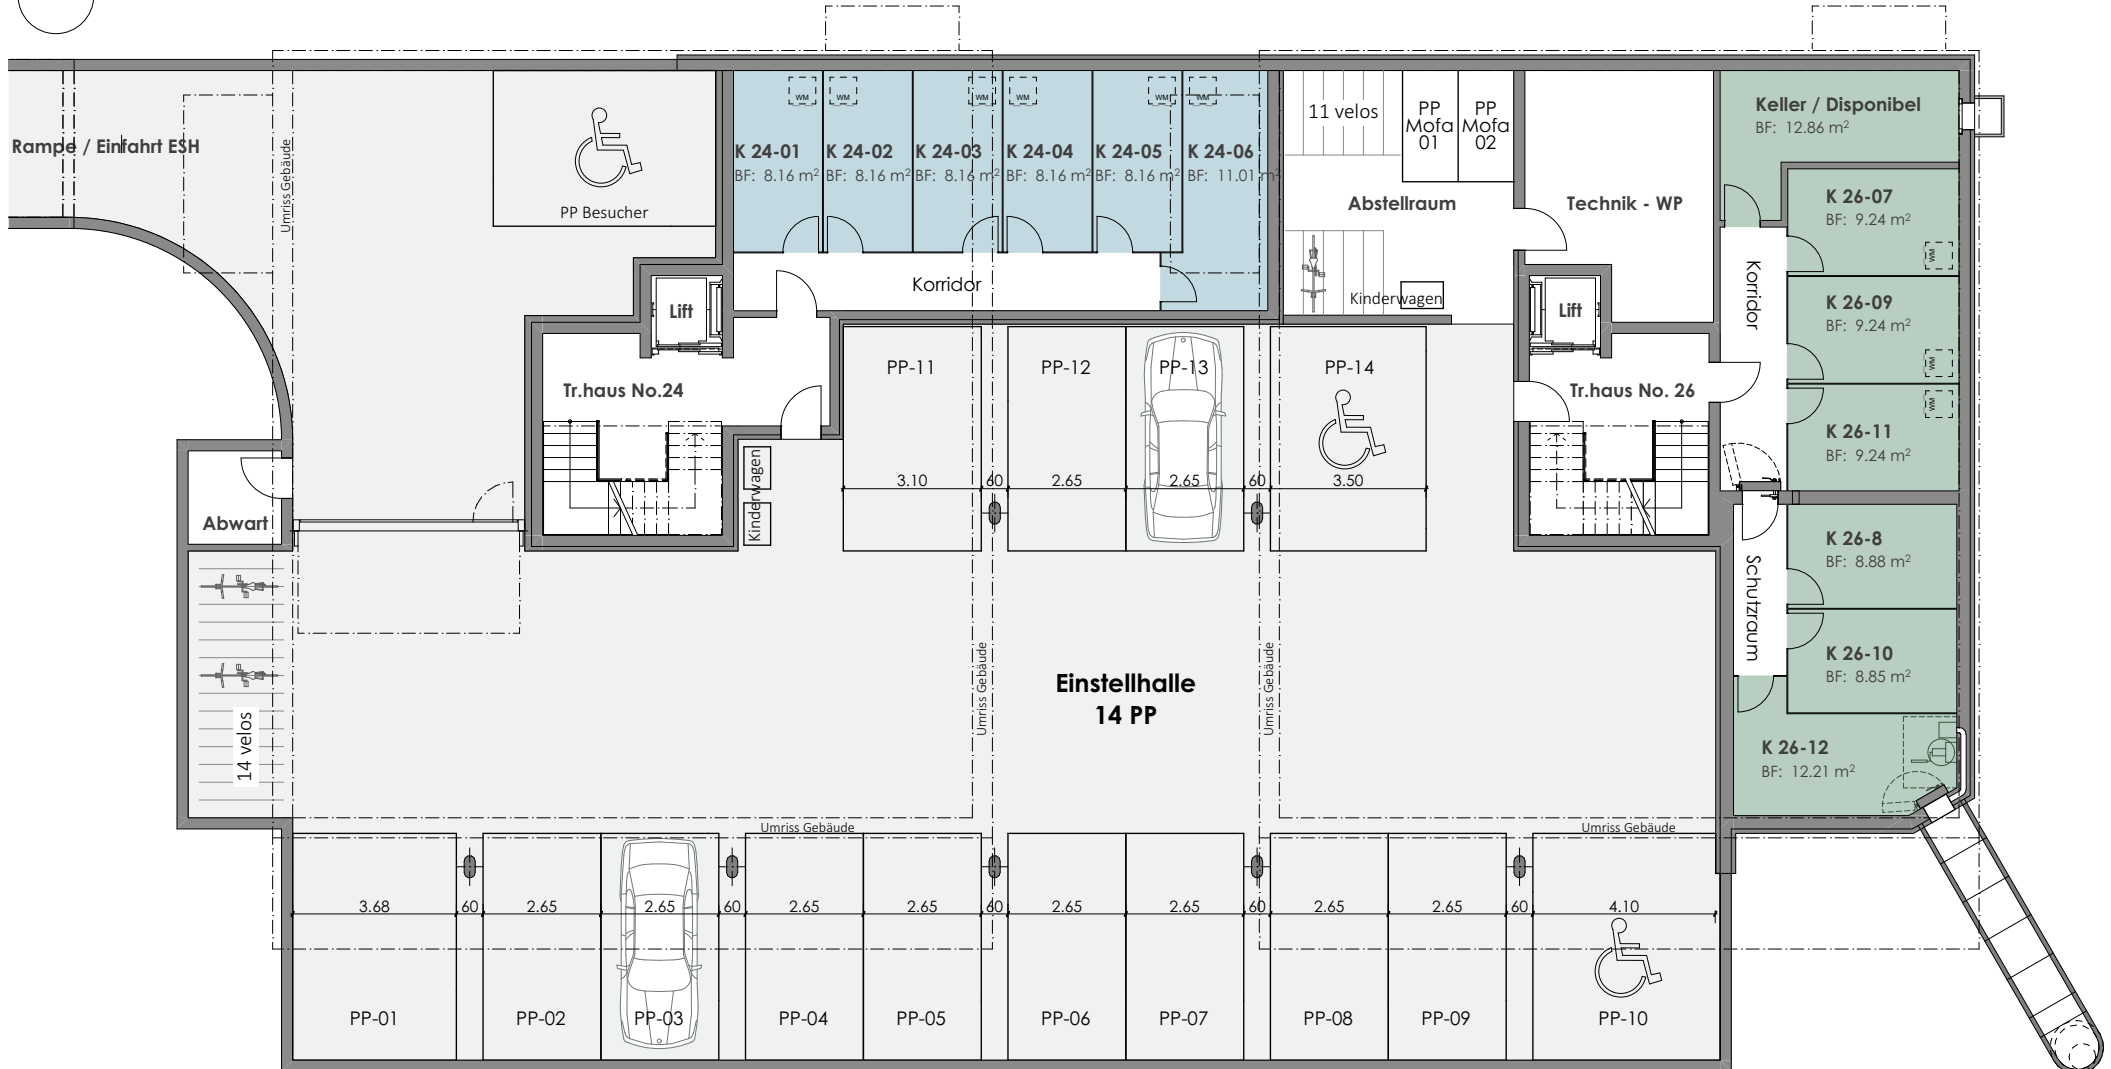 Rampe / Einfahrt ESH
Umriss Gebäude
PP Besucher
WM
WM
WM
WM
WM
WM
K 24-01
BF: 8.16 m²
K 24-02
BF: 8.16 m²
K 24-03
BF: 8.16 m²
K 24-04
BF: 8.16 m²
K 24-05
BF: 8.16 m²
K 24-06
BF: 11.01 m²
Korridor
11 velos
PP
Mofa
01
PP
Mofa
02
Abstellraum
Kinderwagen
Technik - WP
Keller / Disponibel
BF: 12.86 m²
K 26-07
BF: 9.24 m²
WM
K 26-09
BF: 9.24 m²
WM
K 26-11
BF: 9.24 m²
WM
Korridor
Lift
Lift
Tr.haus No.24
Tr.haus No. 26
Kinderwagen
Kinderwagen
PP-11
PP-12
PP-13
PP-14
3.10
60
2.65
2.65
60
3.50
Abwart
Schutzraum
K 26-8
BF: 8.88 m²
K 26-10
BF: 8.85 m²
K 26-12
BF: 12.21 m²
14 velos
Umriss Gebäude
Einstellhalle
14 PP
Umriss Gebäude
Umriss Gebäude
Umriss Gebäude
3.68
60
2.65
2.65
60
2.65
2.65
60
2.65
2.65
60
2.65
2.65
60
4.10
PP-01
PP-02
PP-03
PP-04
PP-05
PP-06
PP-07
PP-08
PP-09
PP-10